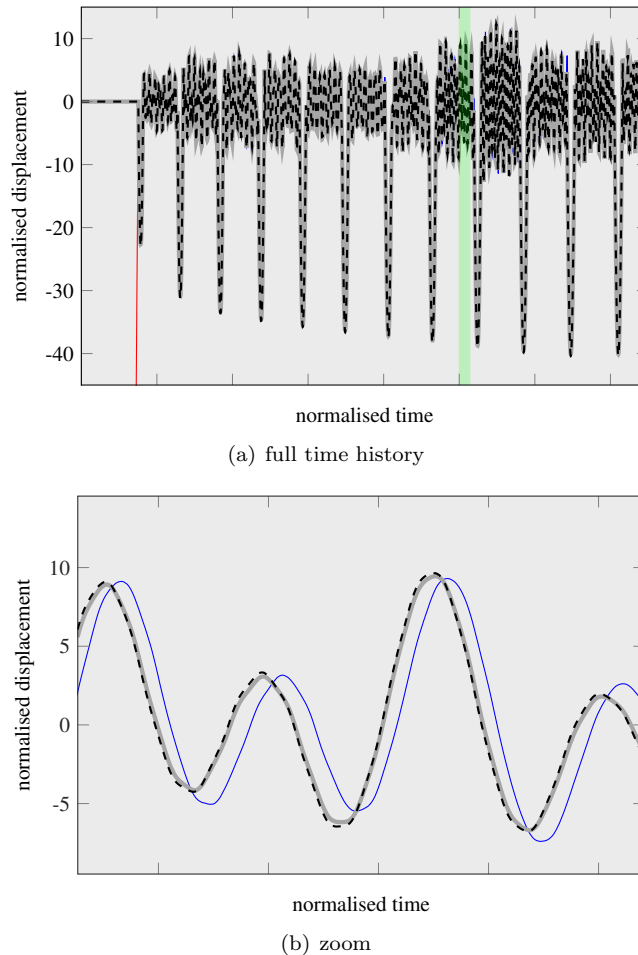 10
0
-10
-20
-30
-40
normalised displacement
normalised time
(a) full time history
10
5
0
-5
normalised displacement
normalised time
(b) zoom